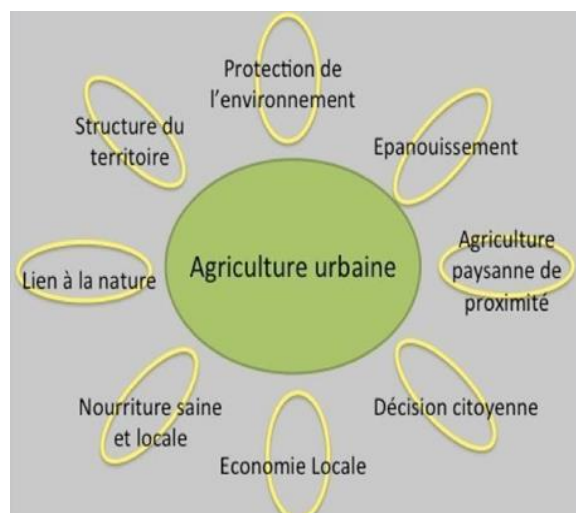 Protection de
l'environnement
Structure du
territoire
Epanouissement
Agriculture
paysanne de
proximité
Agriculture urbaine
Lien à la nature
Nourriture saine
et locale
Décision citoyenne
Economie Locale